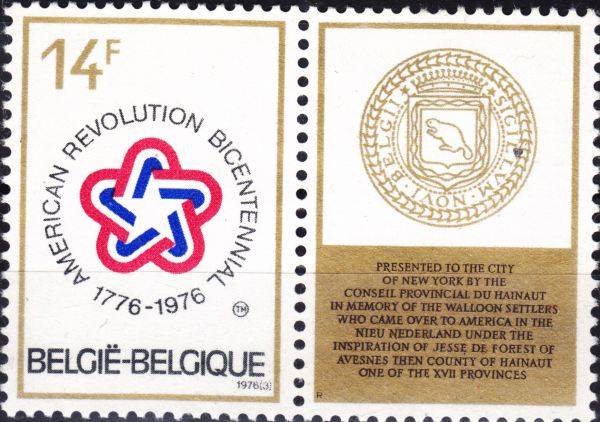 14F
AMERICAN REVOLUTION BICENTENNIAL
1776-1976
TM
BELGIË-BELGIQUE
1976(3)
SIGILLVM·NOVI·BELGII
PRESENTED TO THE CITY
OF NEW YORK BY THE
CONSEIL PROVINCIAL DU HAINAUT
IN MEMORY OF THE WALLOON SETTLERS
WHO CAME OVER TO AMERICA IN THE
NIEU NEDERLAND UNDER THE
INSPIRATION OF JESSE DE FOREST OF
AVESNES THEN COUNTY OF HAINAUT
ONE OF THE XVII PROVINCES
R